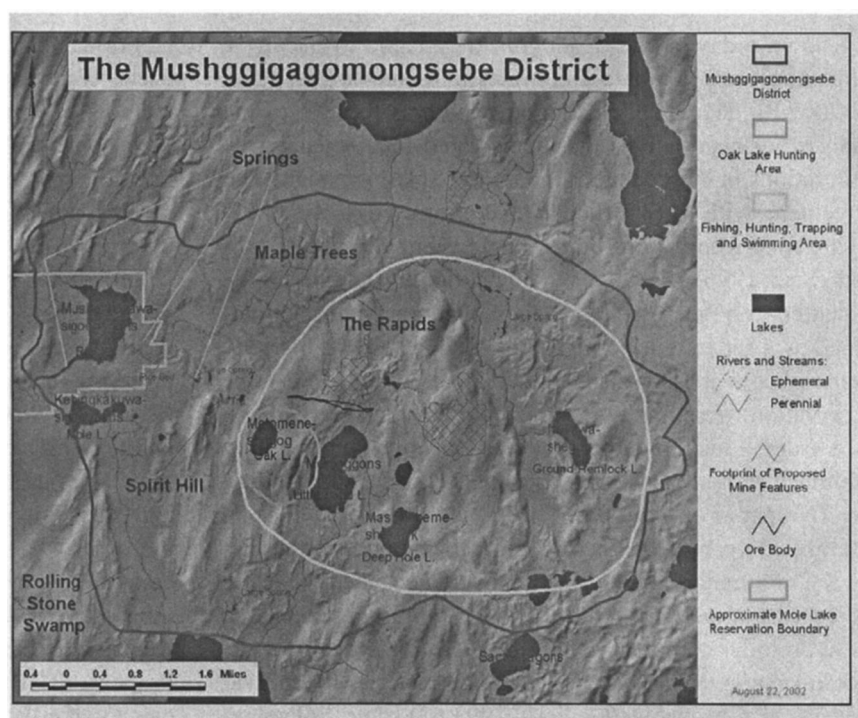 The Mushggigagomongsebe District
Springs
Maple Trees
The Rapids
Mole L.
Oak L.
Spirit Hill
Ground Hemlock L.
Deep Hole L.
Rolling
Stone
Swamp
0.4 0 0.4 0.8 1.2 1.6 Miles
Mushggigagomongsebe
District
Oak Lake Hunting
Area
Fishing, Hunting, Trapping
and Swimming Area
Lakes
Rivers and Streams:
Ephemeral
Perennial
Footprint of Proposed
Mine Features
Ore Body
Approximate Mole Lake
Reservation Boundary
August 22, 2002